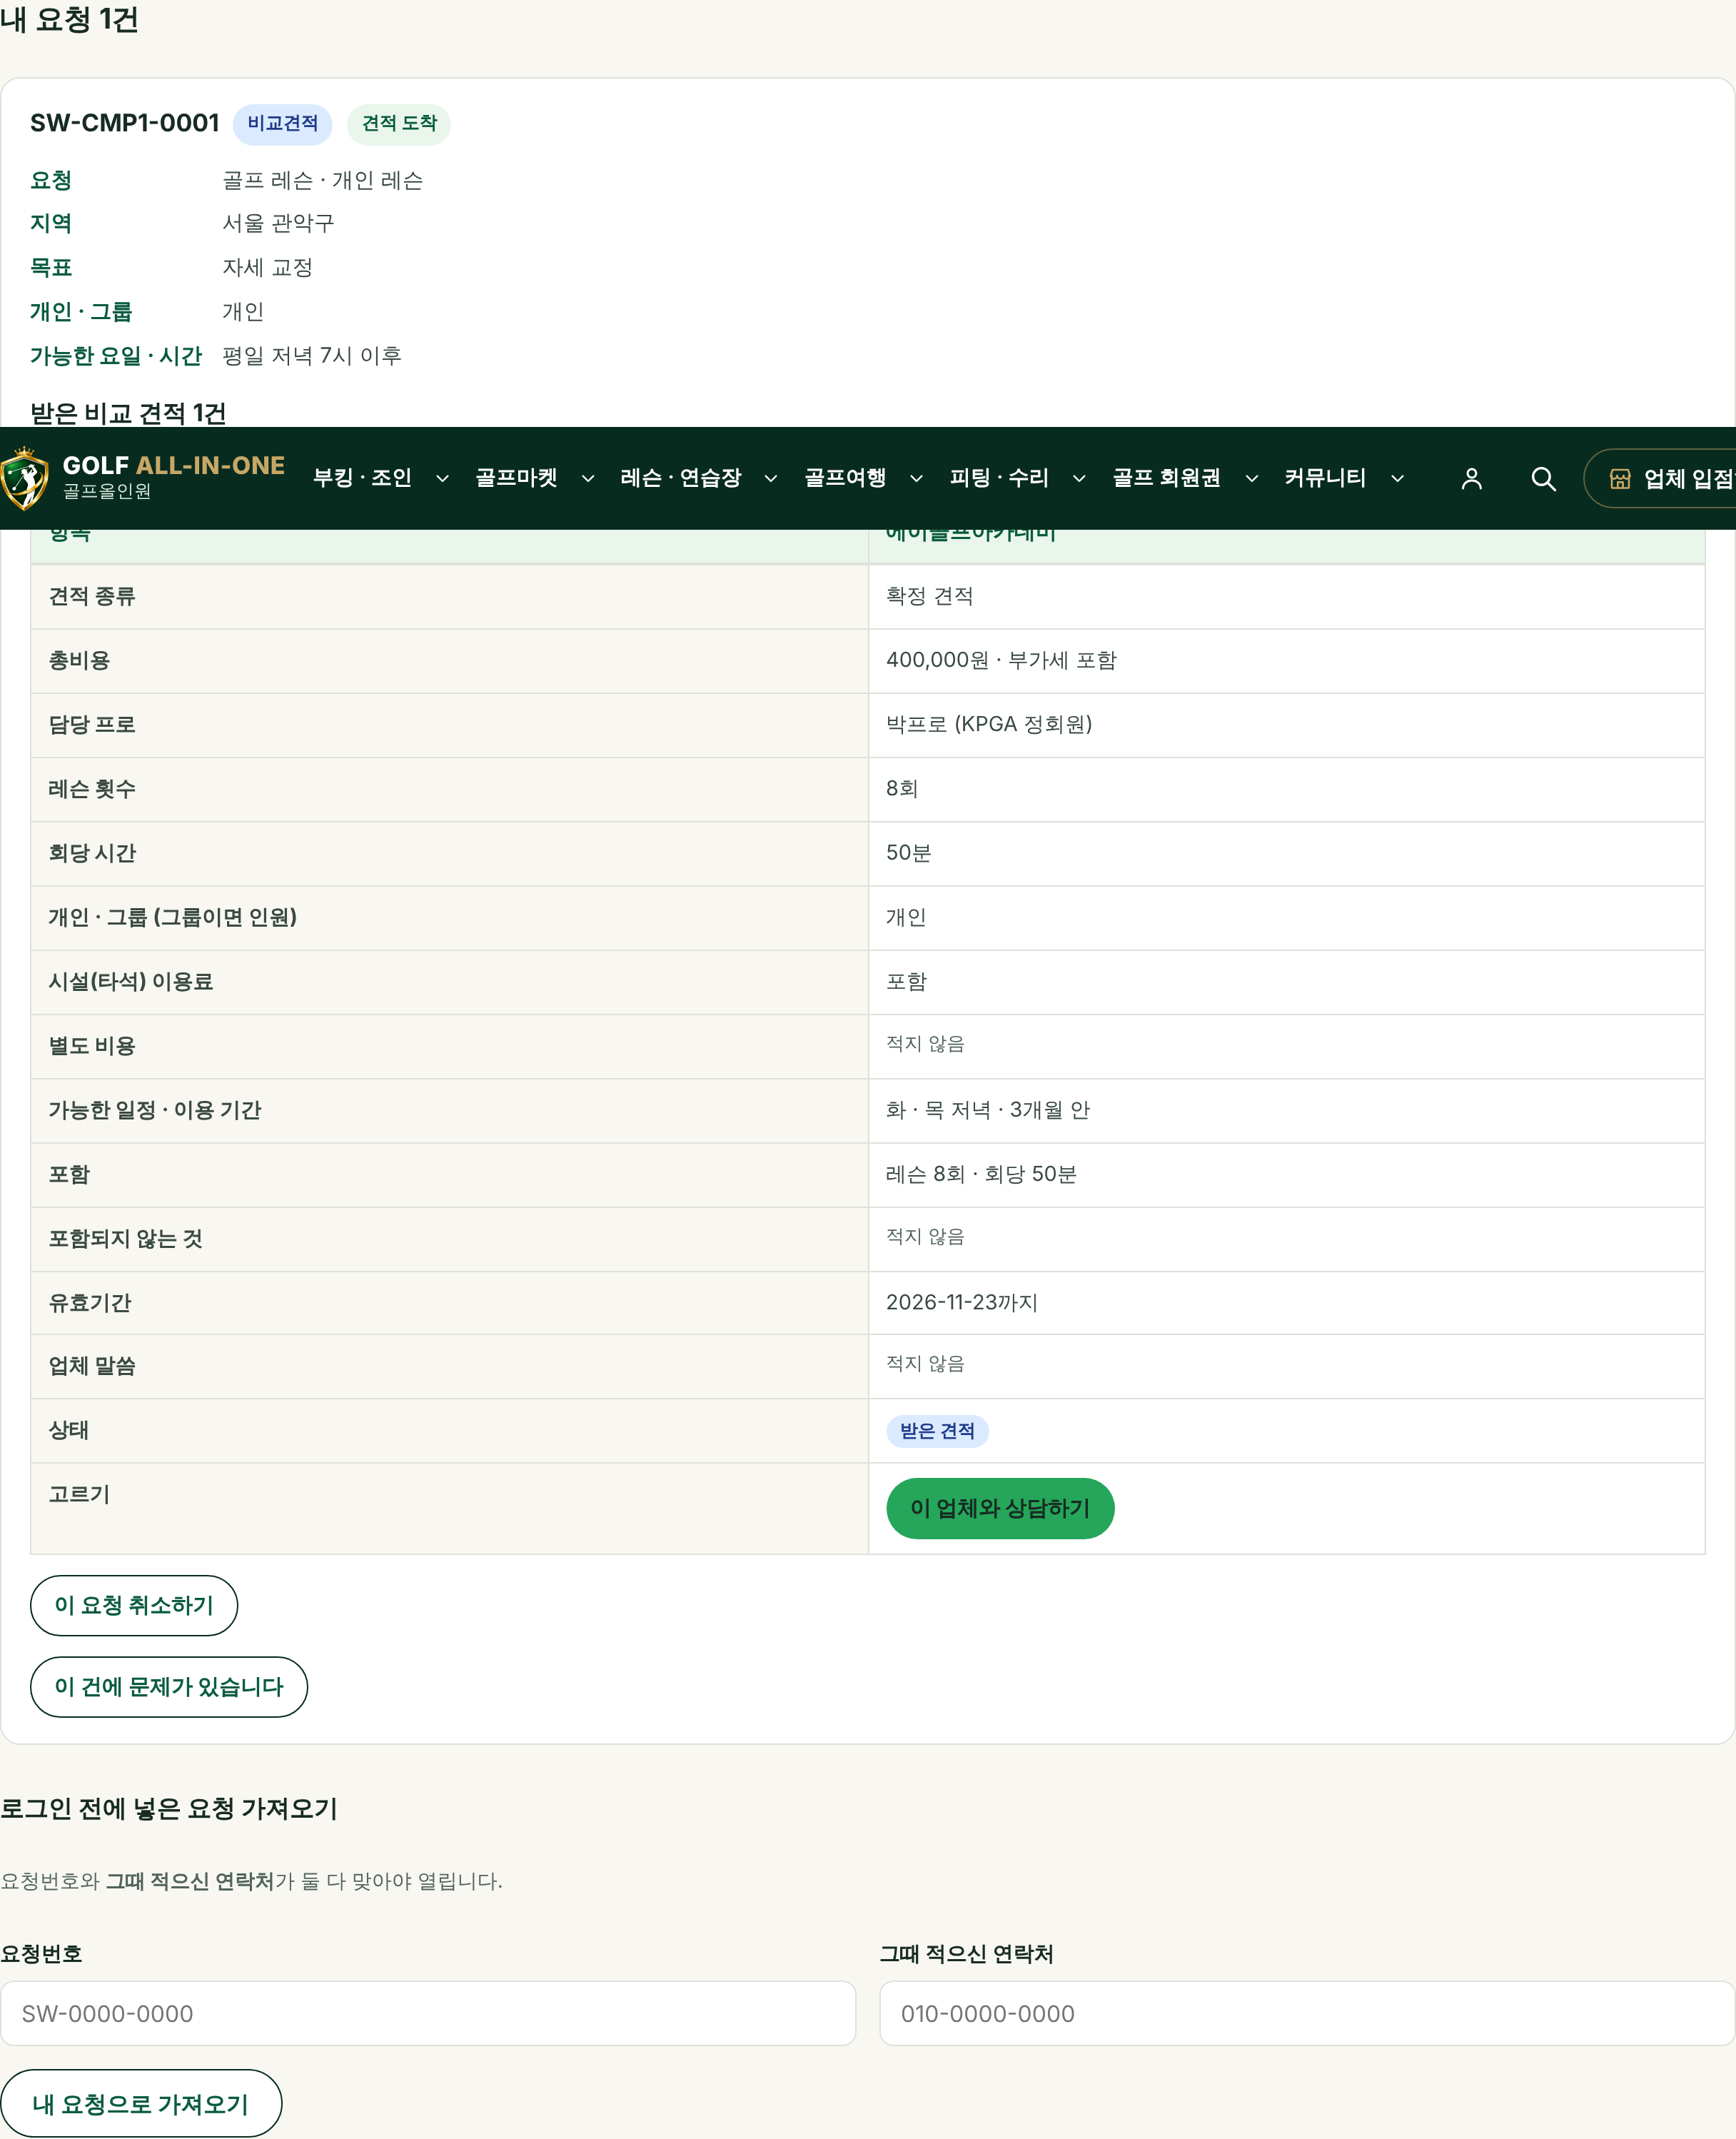 내 요청 1건
SW-CMP1-0001 비교견적 견적 도착
요청 골프 레슨 · 개인 레슨
지역 서울 관악구
목표 자세 교정
개인 · 그룹 개인
가능한 요일 · 시간 평일 저녁 7시 이후
받은 비교 견적 1건
GOLF ALL-IN-ONE
골프올인원
부킹 · 조인 골프마켓 레슨 · 연습장 골프여행 피팅 · 수리 골프 회원권 커뮤니티 업체 입점
항목 에이골프아카데미
견적 종류 확정 견적
총비용 400,000원 · 부가세 포함
담당 프로 박프로 (KPGA 정회원)
레슨 횟수 8회
회당 시간 50분
개인 · 그룹 (그룹이면 인원) 개인
시설(타석) 이용료 포함
별도 비용 적지 않음
가능한 일정 · 이용 기간 화 · 목 저녁 · 3개월 안
포함 레슨 8회 · 회당 50분
포함되지 않는 것 적지 않음
유효기간 2026-11-23까지
업체 말씀 적지 않음
상태 받은 견적
고르기 이 업체와 상담하기
이 요청 취소하기
이 건에 문제가 있습니다
로그인 전에 넣은 요청 가져오기
요청번호와 그때 적으신 연락처가 둘 다 맞아야 열립니다.
요청번호 그때 적으신 연락처
SW-0000-0000 010-0000-0000
내 요청으로 가져오기